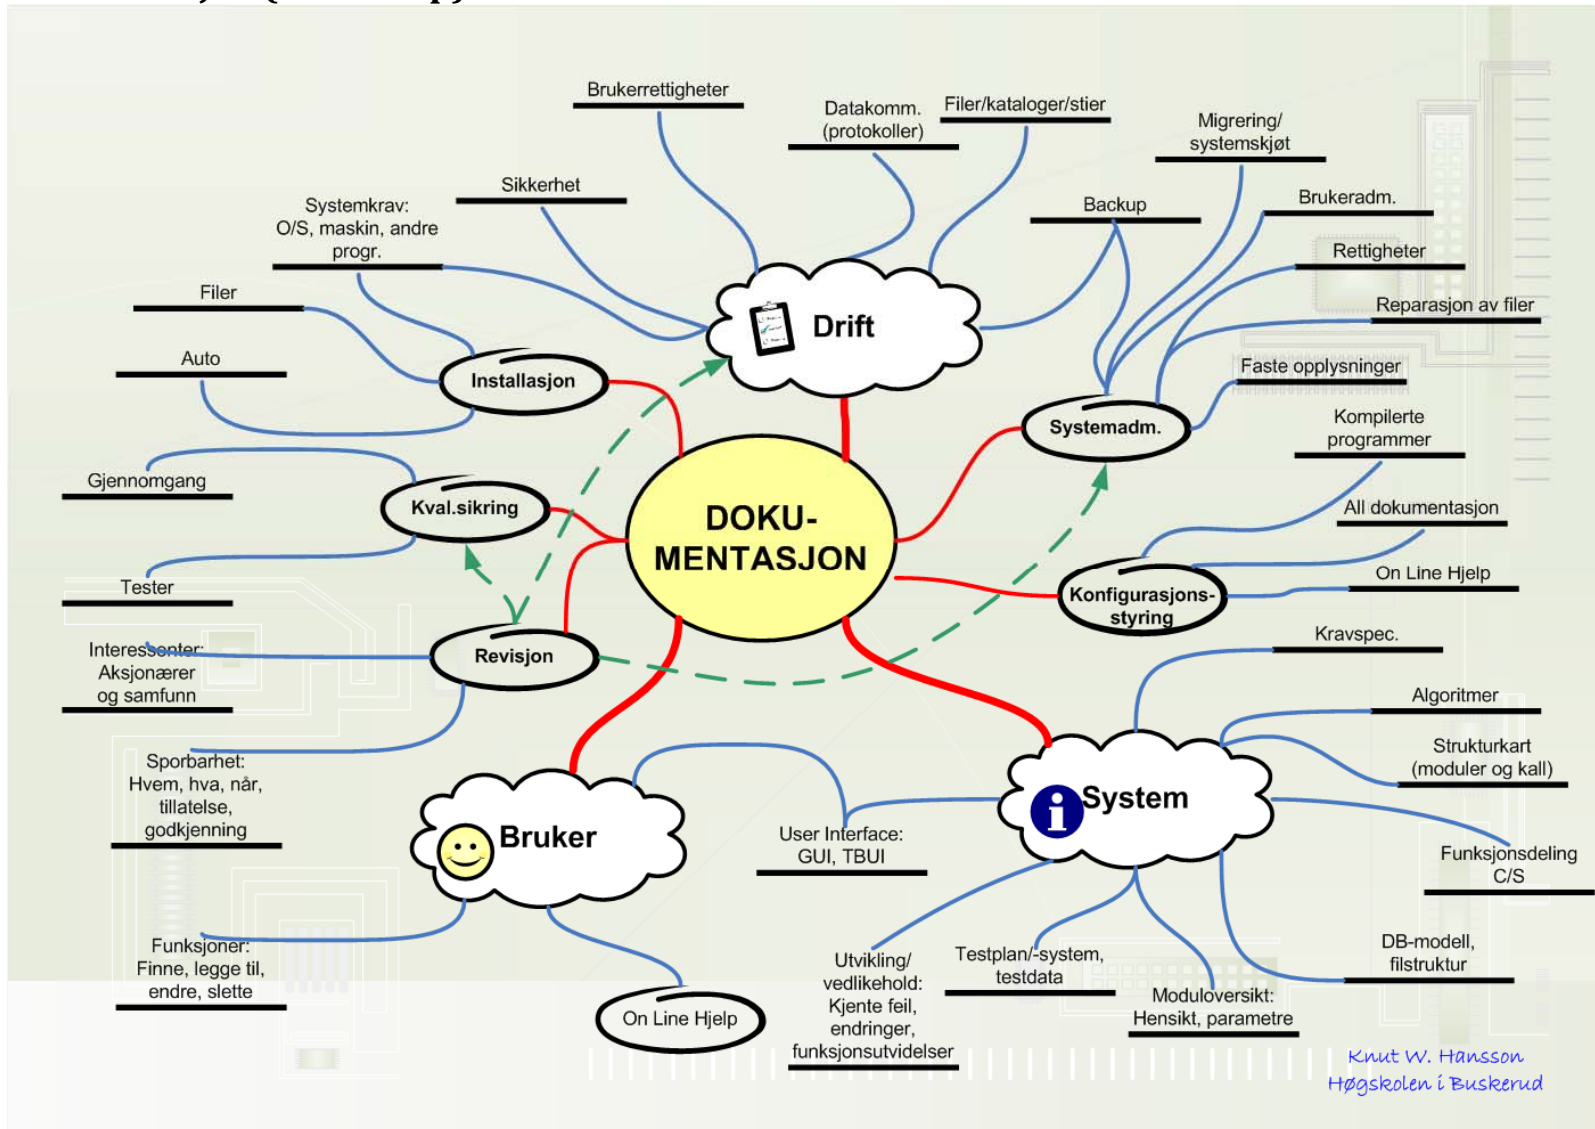 Brukerrettigheter
Datakomm.
(protokoller)
Filer/kataloger/stier
Migrering/
systemskjøt
Sikkerhet
Systemkrav:
O/S, maskin, andre
progr.
Backup
Brukeradm.
Rettigheter
Filer
Reparasjon av filer
Drift
Auto
Installasjon
Faste opplysninger
Systemadm.
Kompilerte
programmer
Gjennomgang
Kval.sikring
DOKU-
MENTASJON
All dokumentasjon
Tester
On Line Hjelp
Konfigurasjons-
styring
Interessenter:
Aksjonærer
og samfunn
Revisjon
Kravspec.
Algoritmer
Sporbarhet:
Hvem, hva, når,
tillatelse,
godkjenning
Strukturkart
(moduler og kall)
System
Bruker
User Interface:
GUI, TBUI
Funksjonsdeling
C/S
Funksjoner:
Finne, legge til,
endre, slette
On Line Hjelp
Utvikling/
vedlikehold:
Kjente feil,
endringer,
funksjonsutvidelser
Testplan/-system,
testdata
Moduloversikt:
Hensikt, parametre
DB-modell,
filstruktur
Knut W. Hansson
Høgskolen i Buskerud